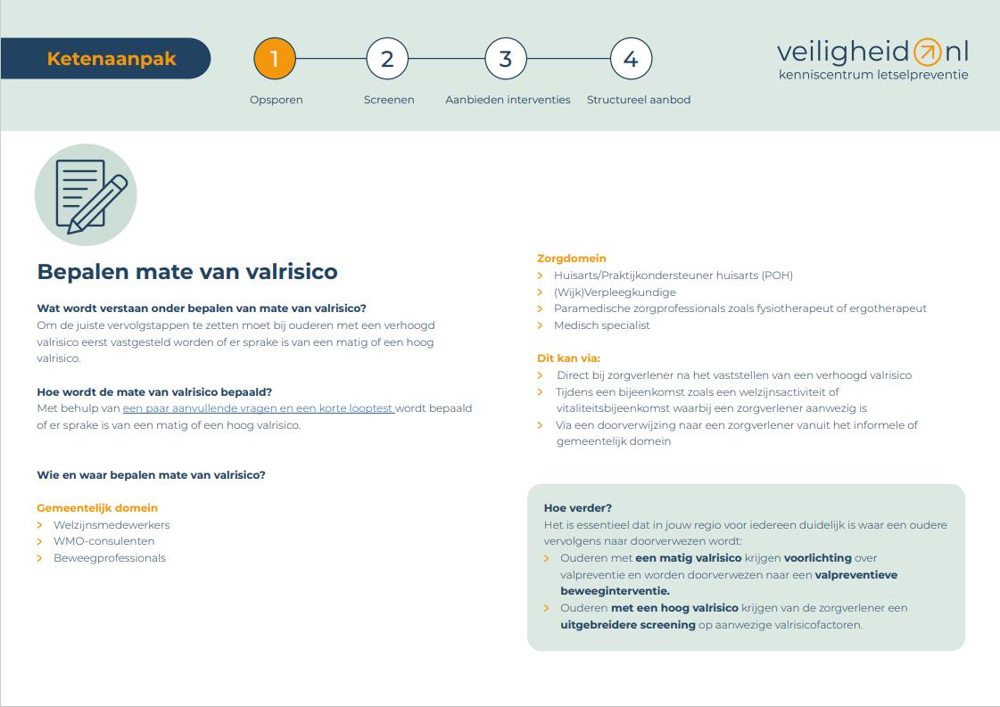 Ketenaanpak
1
2
3
4
Opsporen
Screenen
Aanbieden interventies
Structureel aanbod
veiligheid nl
kenniscentrum letselpreventie
Bepalen mate van valrisico
Wat wordt verstaan onder bepalen van mate van valrisico?
Om de juiste vervolgstappen te zetten moet bij ouderen met een verhoogd
valrisico eerst vastgesteld worden of er sprake is van een matig of een hoog
valrisico.
Hoe wordt de mate van valrisico bepaald?
Met behulp van een paar aanvullende vragen en een korte looptest wordt bepaald
of er sprake is van een matig of een hoog valrisico.
Wie en waar bepalen mate van valrisico?
Gemeentelijk domein
Welzijnsmedewerkers
WMO-consulenten
Beweegprofessionals
Zorgdomein
Huisarts/Praktijkondersteuner huisarts (POH)
(Wijk)Verpleegkundige
Paramedische zorgprofessionals zoals fysiotherapeut of ergotherapeut
Medisch specialist
Dit kan via:
Direct bij zorgverlener na het vaststellen van een verhoogd valrisico
Tijdens een bijeenkomst zoals een welzijnsactiviteit of
vitaliteitsbijeenkomst waarbij een zorgverlener aanwezig is
Via een doorverwijzing naar een zorgverlener vanuit het informele of
gemeentelijk domein
Hoe verder?
Het is essentieel dat in jouw regio voor iedereen duidelijk is waar een oudere
vervolgens naar doorverwezen wordt:
Ouderen met een matig valrisico krijgen voorlichting over
valpreventie en worden doorverwezen naar een valpreventieve
beweeginterventie.
Ouderen met een hoog valrisico krijgen van de zorgverlener een
uitgebreidere screening op aanwezige valrisicofactoren.